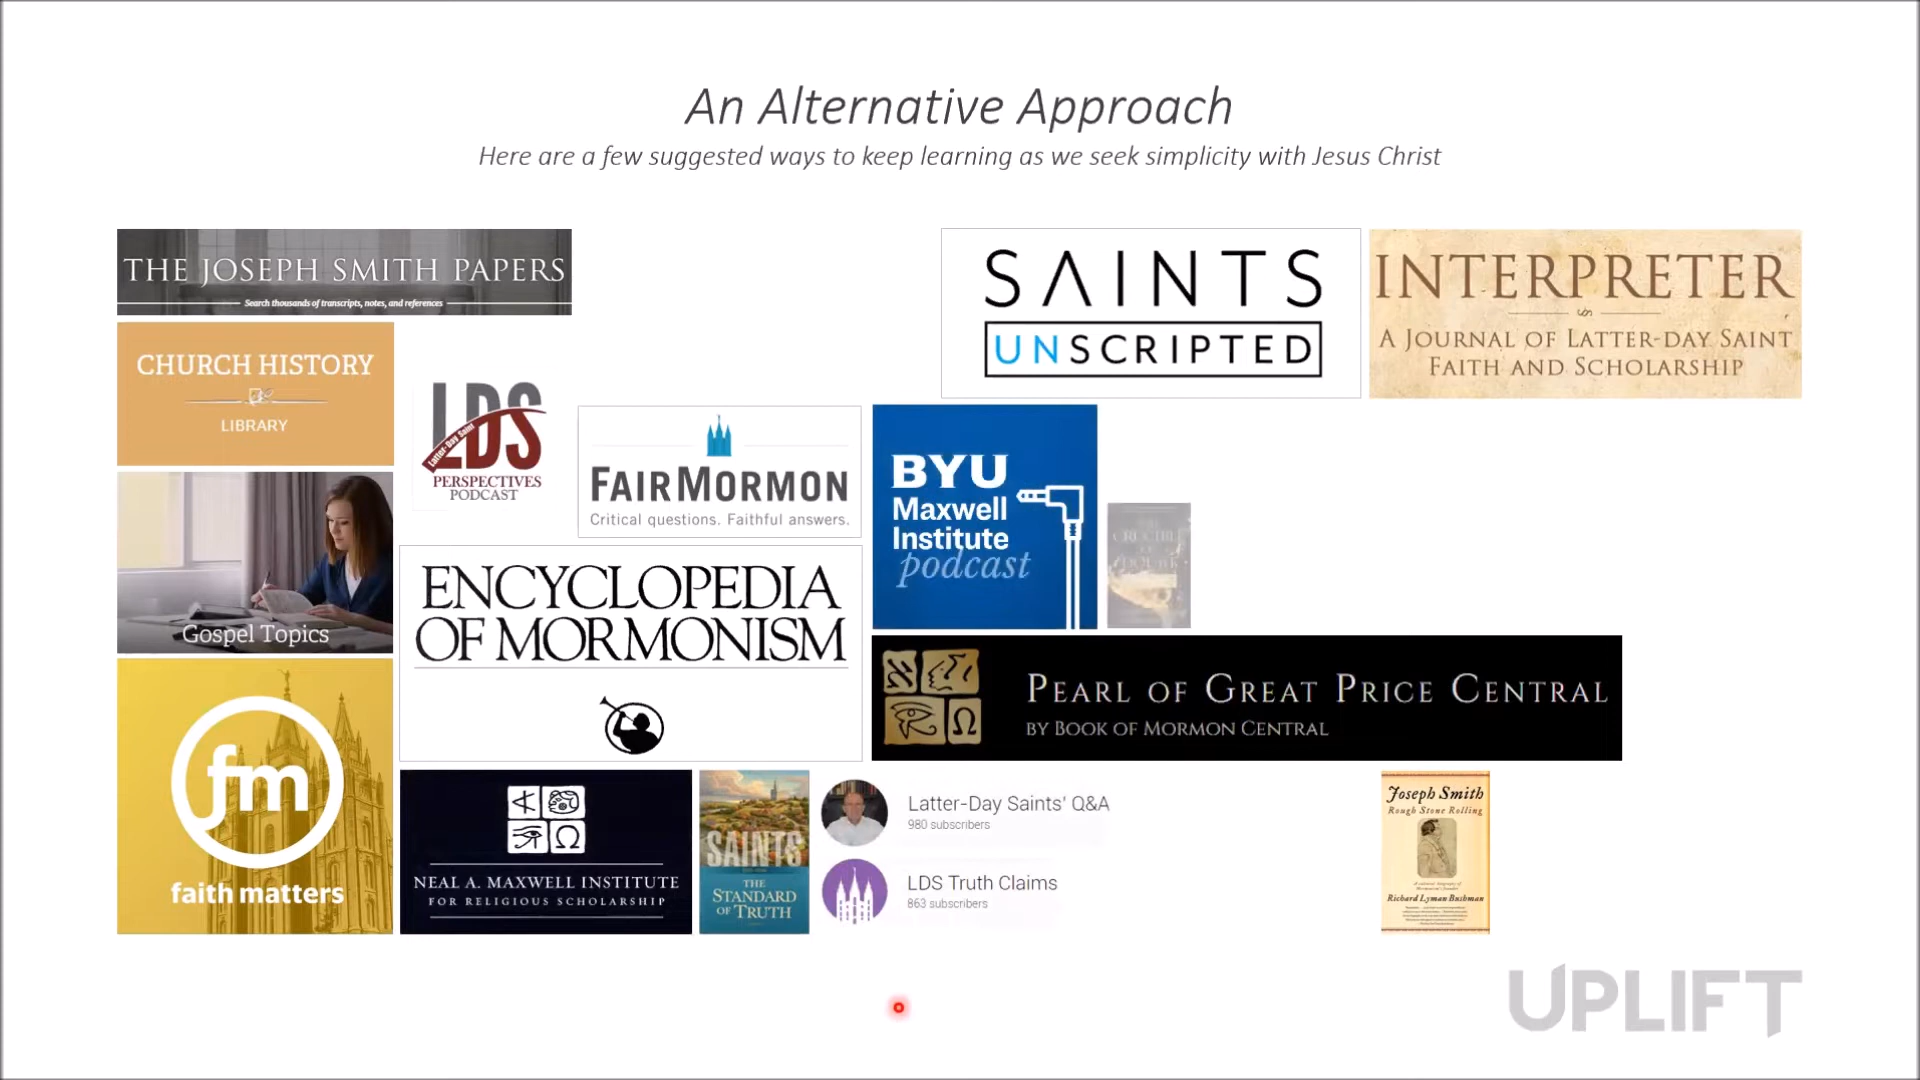 An Alternative Approach
Here are a few suggested ways to keep learning as we seek simplicity with Jesus Christ
THE JOSEPH SMITH PAPERS
Search thousands of transcripts, notes, and references
SAINTS
UNSCRIPTED
INTERPRETER
A JOURNAL OF LATTER-DAY SAINT
FAITH AND SCHOLARSHIP
CHURCH HISTORY
LIBRARY
LDS
Latter-Day Saint
PERSPECTIVES
PODCAST
FAIRMORMON
Critical questions. Faithful answers.
BYU
Maxwell
Institute
podcast
Gospel Topics
ENCYCLOPEDIA
OF MORMONISM
PEARL OF GREAT PRICE CENTRAL
BY BOOK OF MORMON CENTRAL
fm
faith matters
NEAL A. MAXWELL INSTITUTE
FOR RELIGIOUS SCHOLARSHIP
SAINTS
THE
STANDARD
OF TRUTH
Latter-Day Saints' Q&A
980 subscribers
LDS Truth Claims
863 subscribers
Joseph Smith
Rough Stone Rolling
Richard Lyman Bushman
UPLIFT